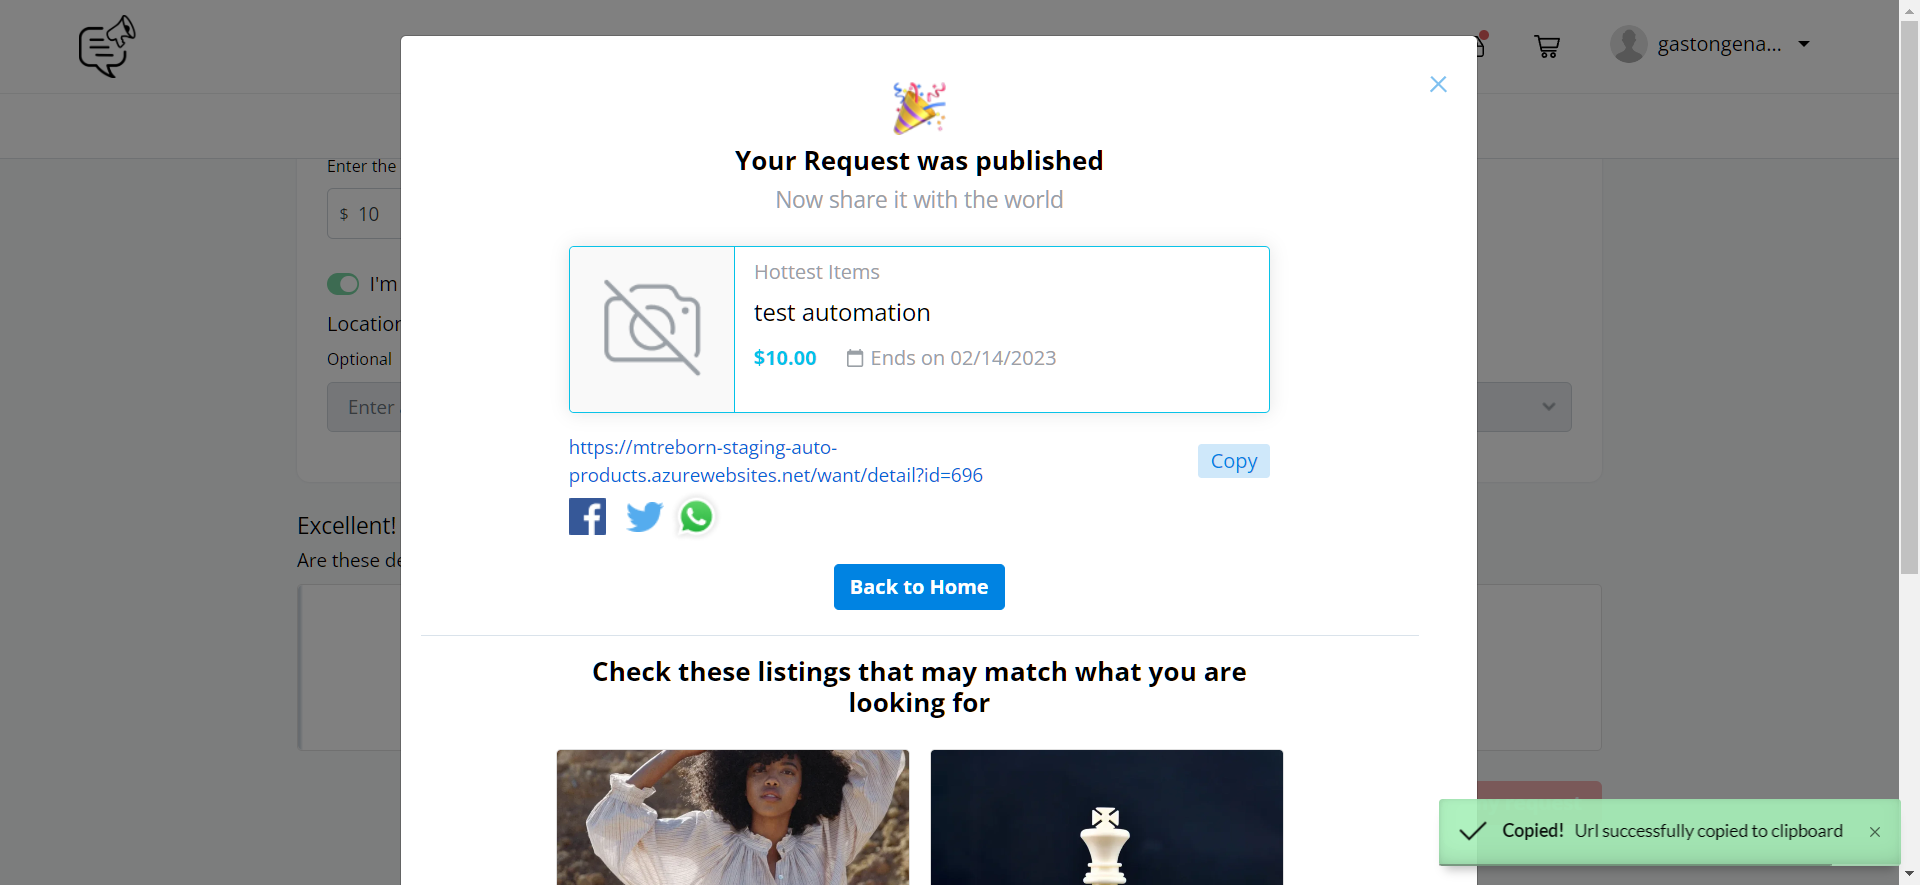 gastongena...
Your Request was published
Now share it with the world
Enter the
$ 10
I'm
Location
Optional
Enter
Hottest Items
test automation
$10.00
Ends on 02/14/2023
https://mtreborn-staging-auto-
products.azurewebsites.net/want/detail?id=696
Copy
Back to Home
Excellent!
Are these de
Check these listings that may match what you are
looking for
Copied! Url successfully copied to clipboard